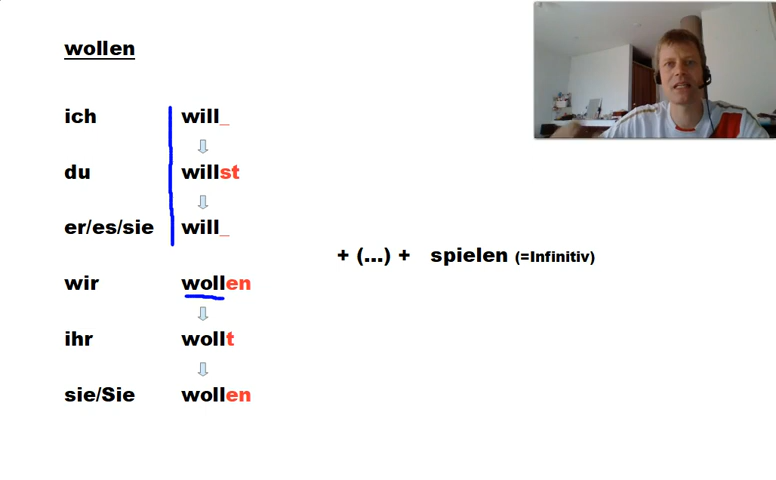 wollen
ich will_
du willst
er/es/sie will_
+ (...) + spielen (=Infinitiv)
wir wollen
ihr wollt
sie/Sie wollen